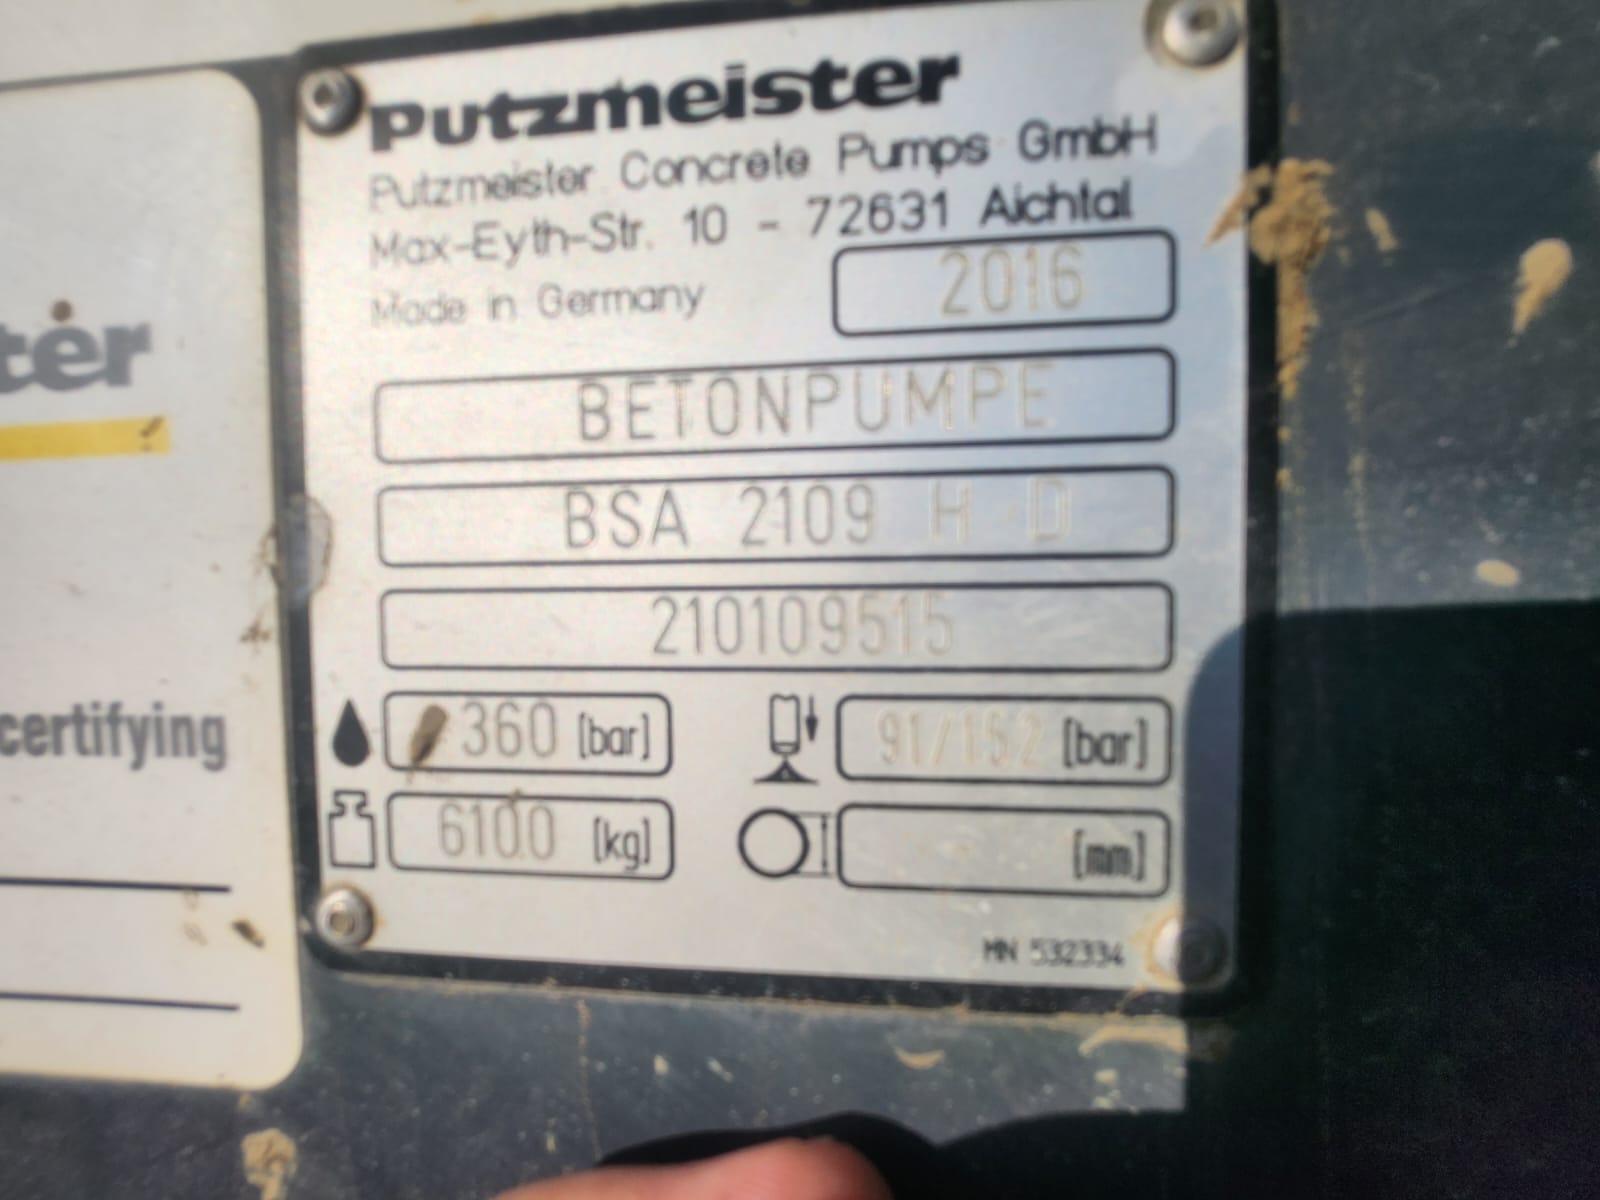 ter
certifying
Putzmeister
Putzmeister Concrete Pumps GmbH
Max-Eyth-Str. 10 - 72631 Aichtal
Made in Germany
2016
BETONPUMPE
BSA 2109 H D
210109515
360 [bar]
91/152 [bar]
6100 [kg]
[mm]
MN 532334